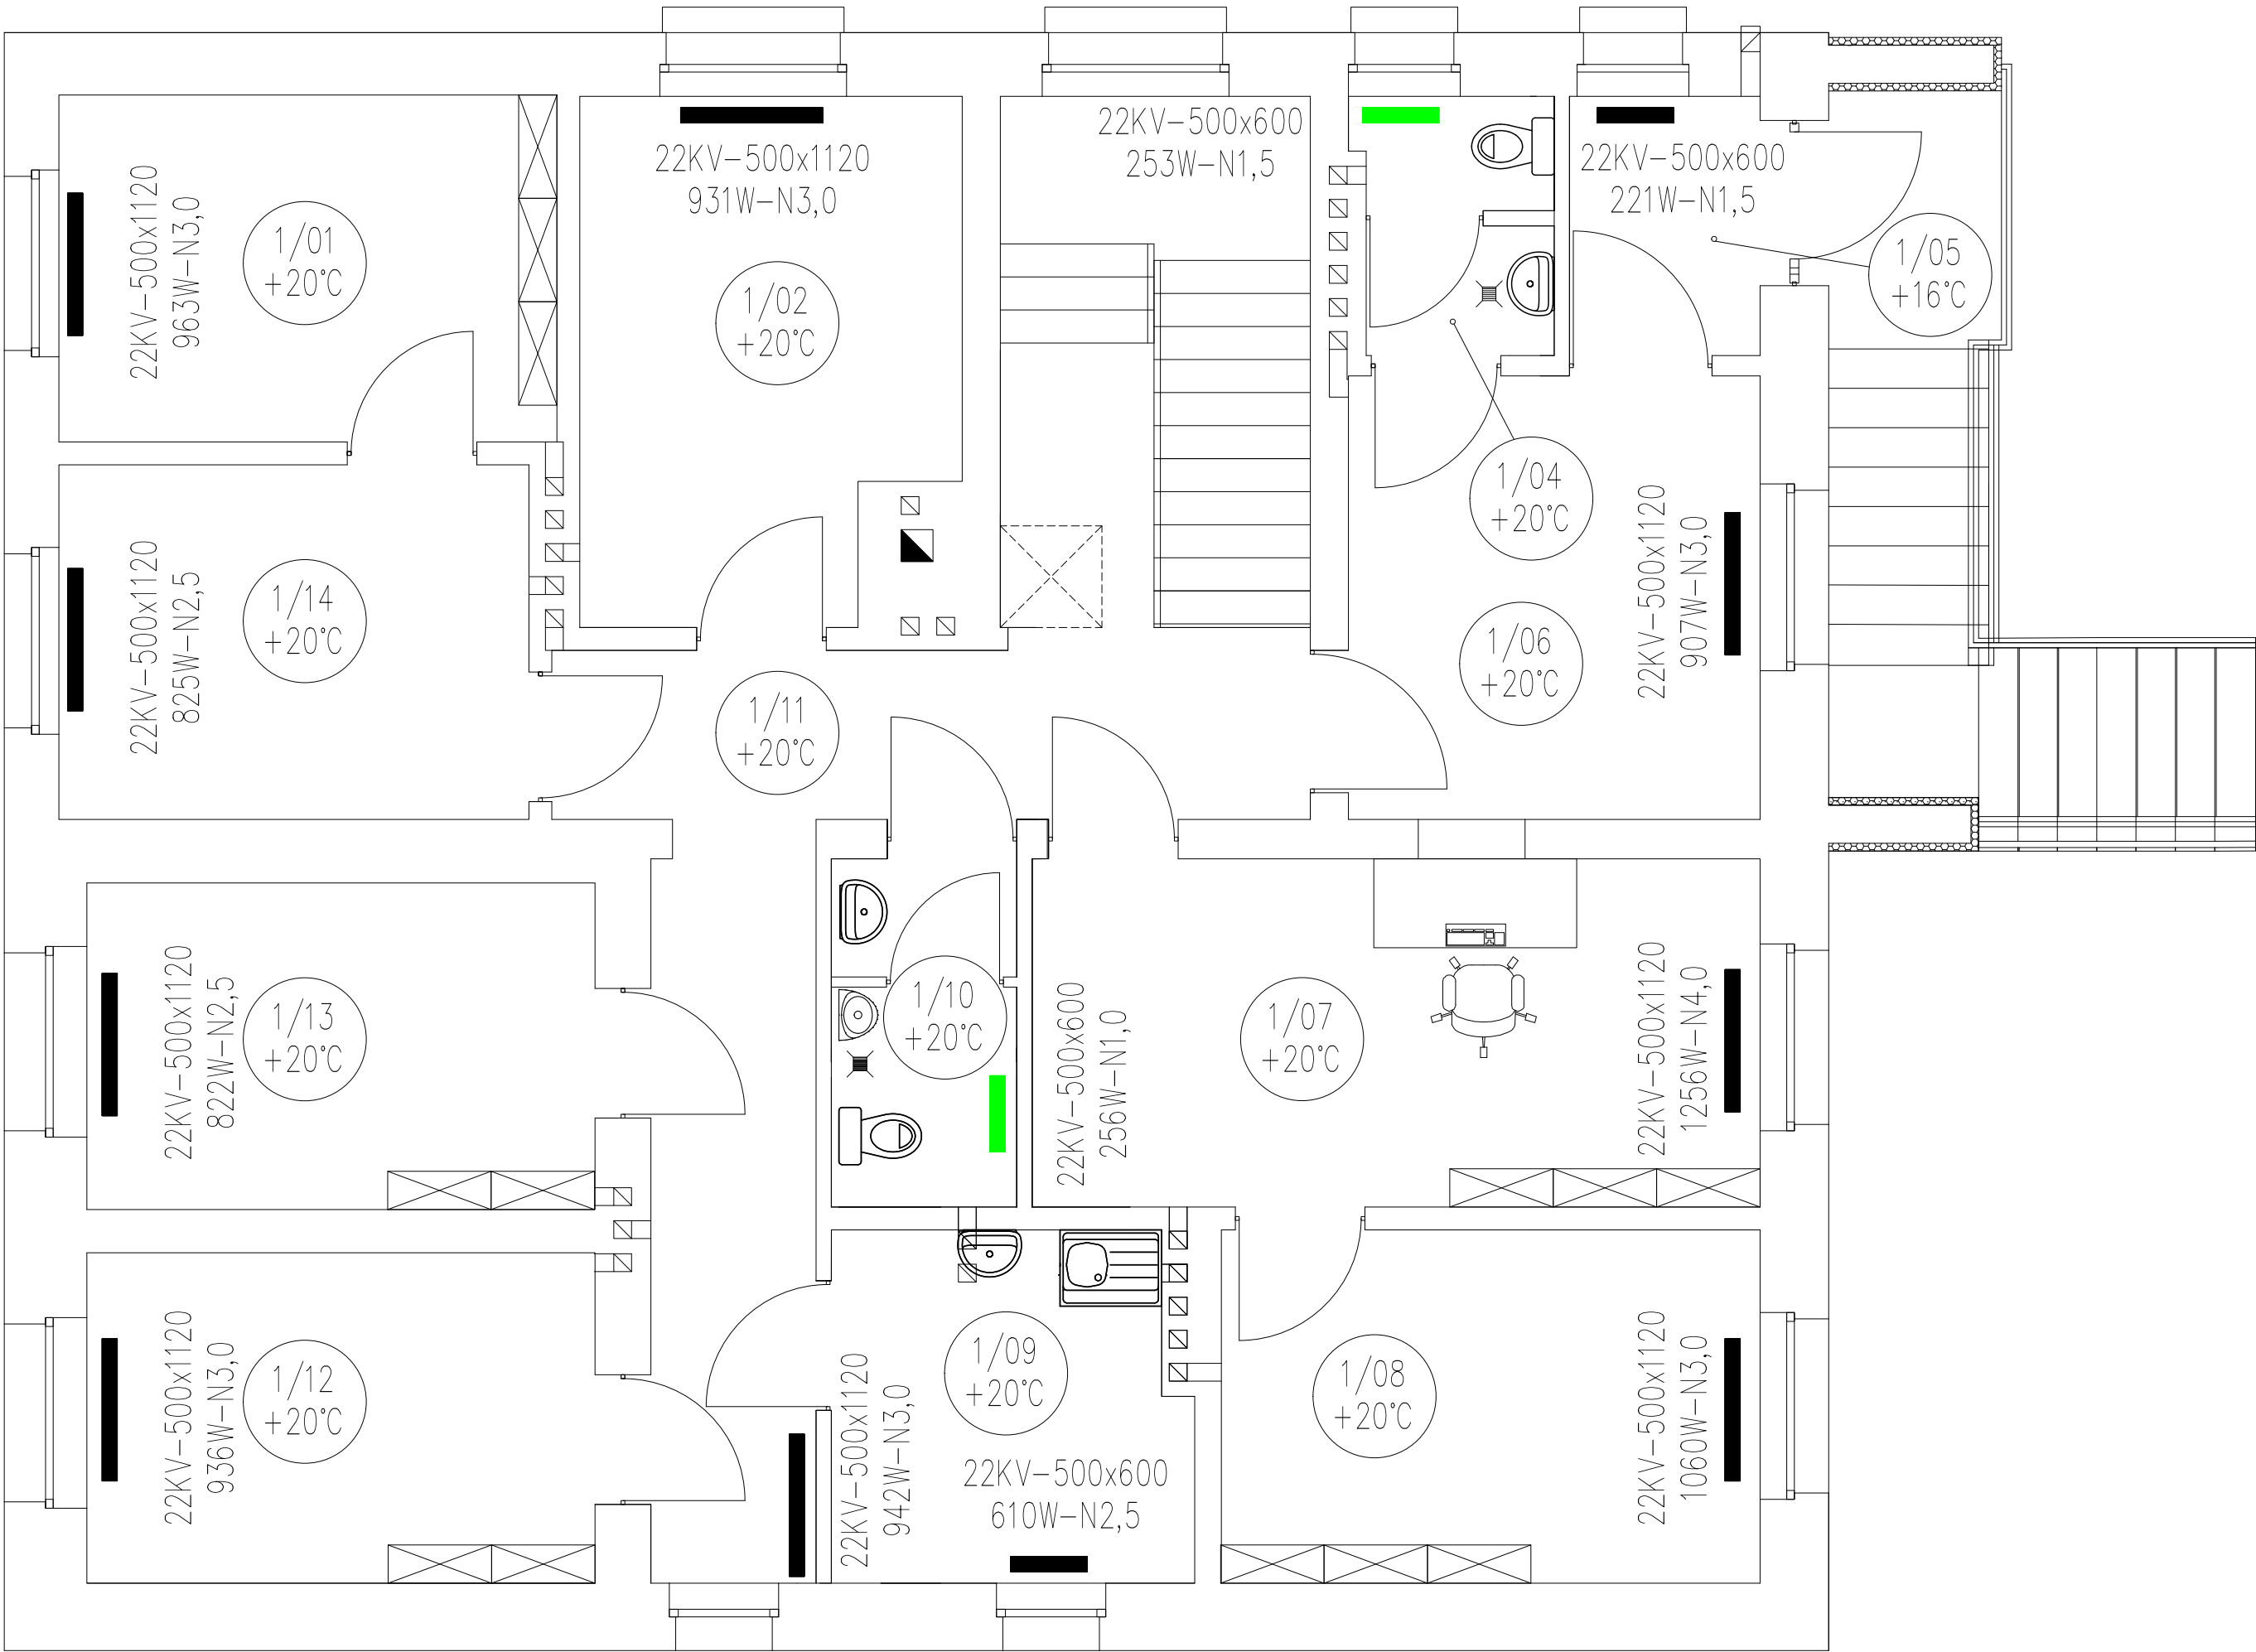 22KV-500x600
253W-N1,5
22KV-500x1120
931W-N3,0
22KV-500x600
221W-N1,5
22KV-500x1120
963W-N3,0
1/01
+20°C
1/02
+20°C
1/05
+16°C
1/04
+20°C
22KV-500x1120
907W-N3,0
22KV-500x1120
825W-N2,5
1/14
+20°C
1/06
+20°C
1/11
+20°C
22KV-500x1120
822W-N2,5
1/13
+20°C
1/10
+20°C
22KV-500x600
256W-N1,0
1/07
+20°C
22KV-500x1120
1256W-N4,0
22KV-500x1120
936W-N3,0
1/12
+20°C
22KV-500x1120
942W-N3,0
1/09
+20°C
22KV-500x600
610W-N2,5
1/08
+20°C
22KV-500x1120
1060W-N3,0